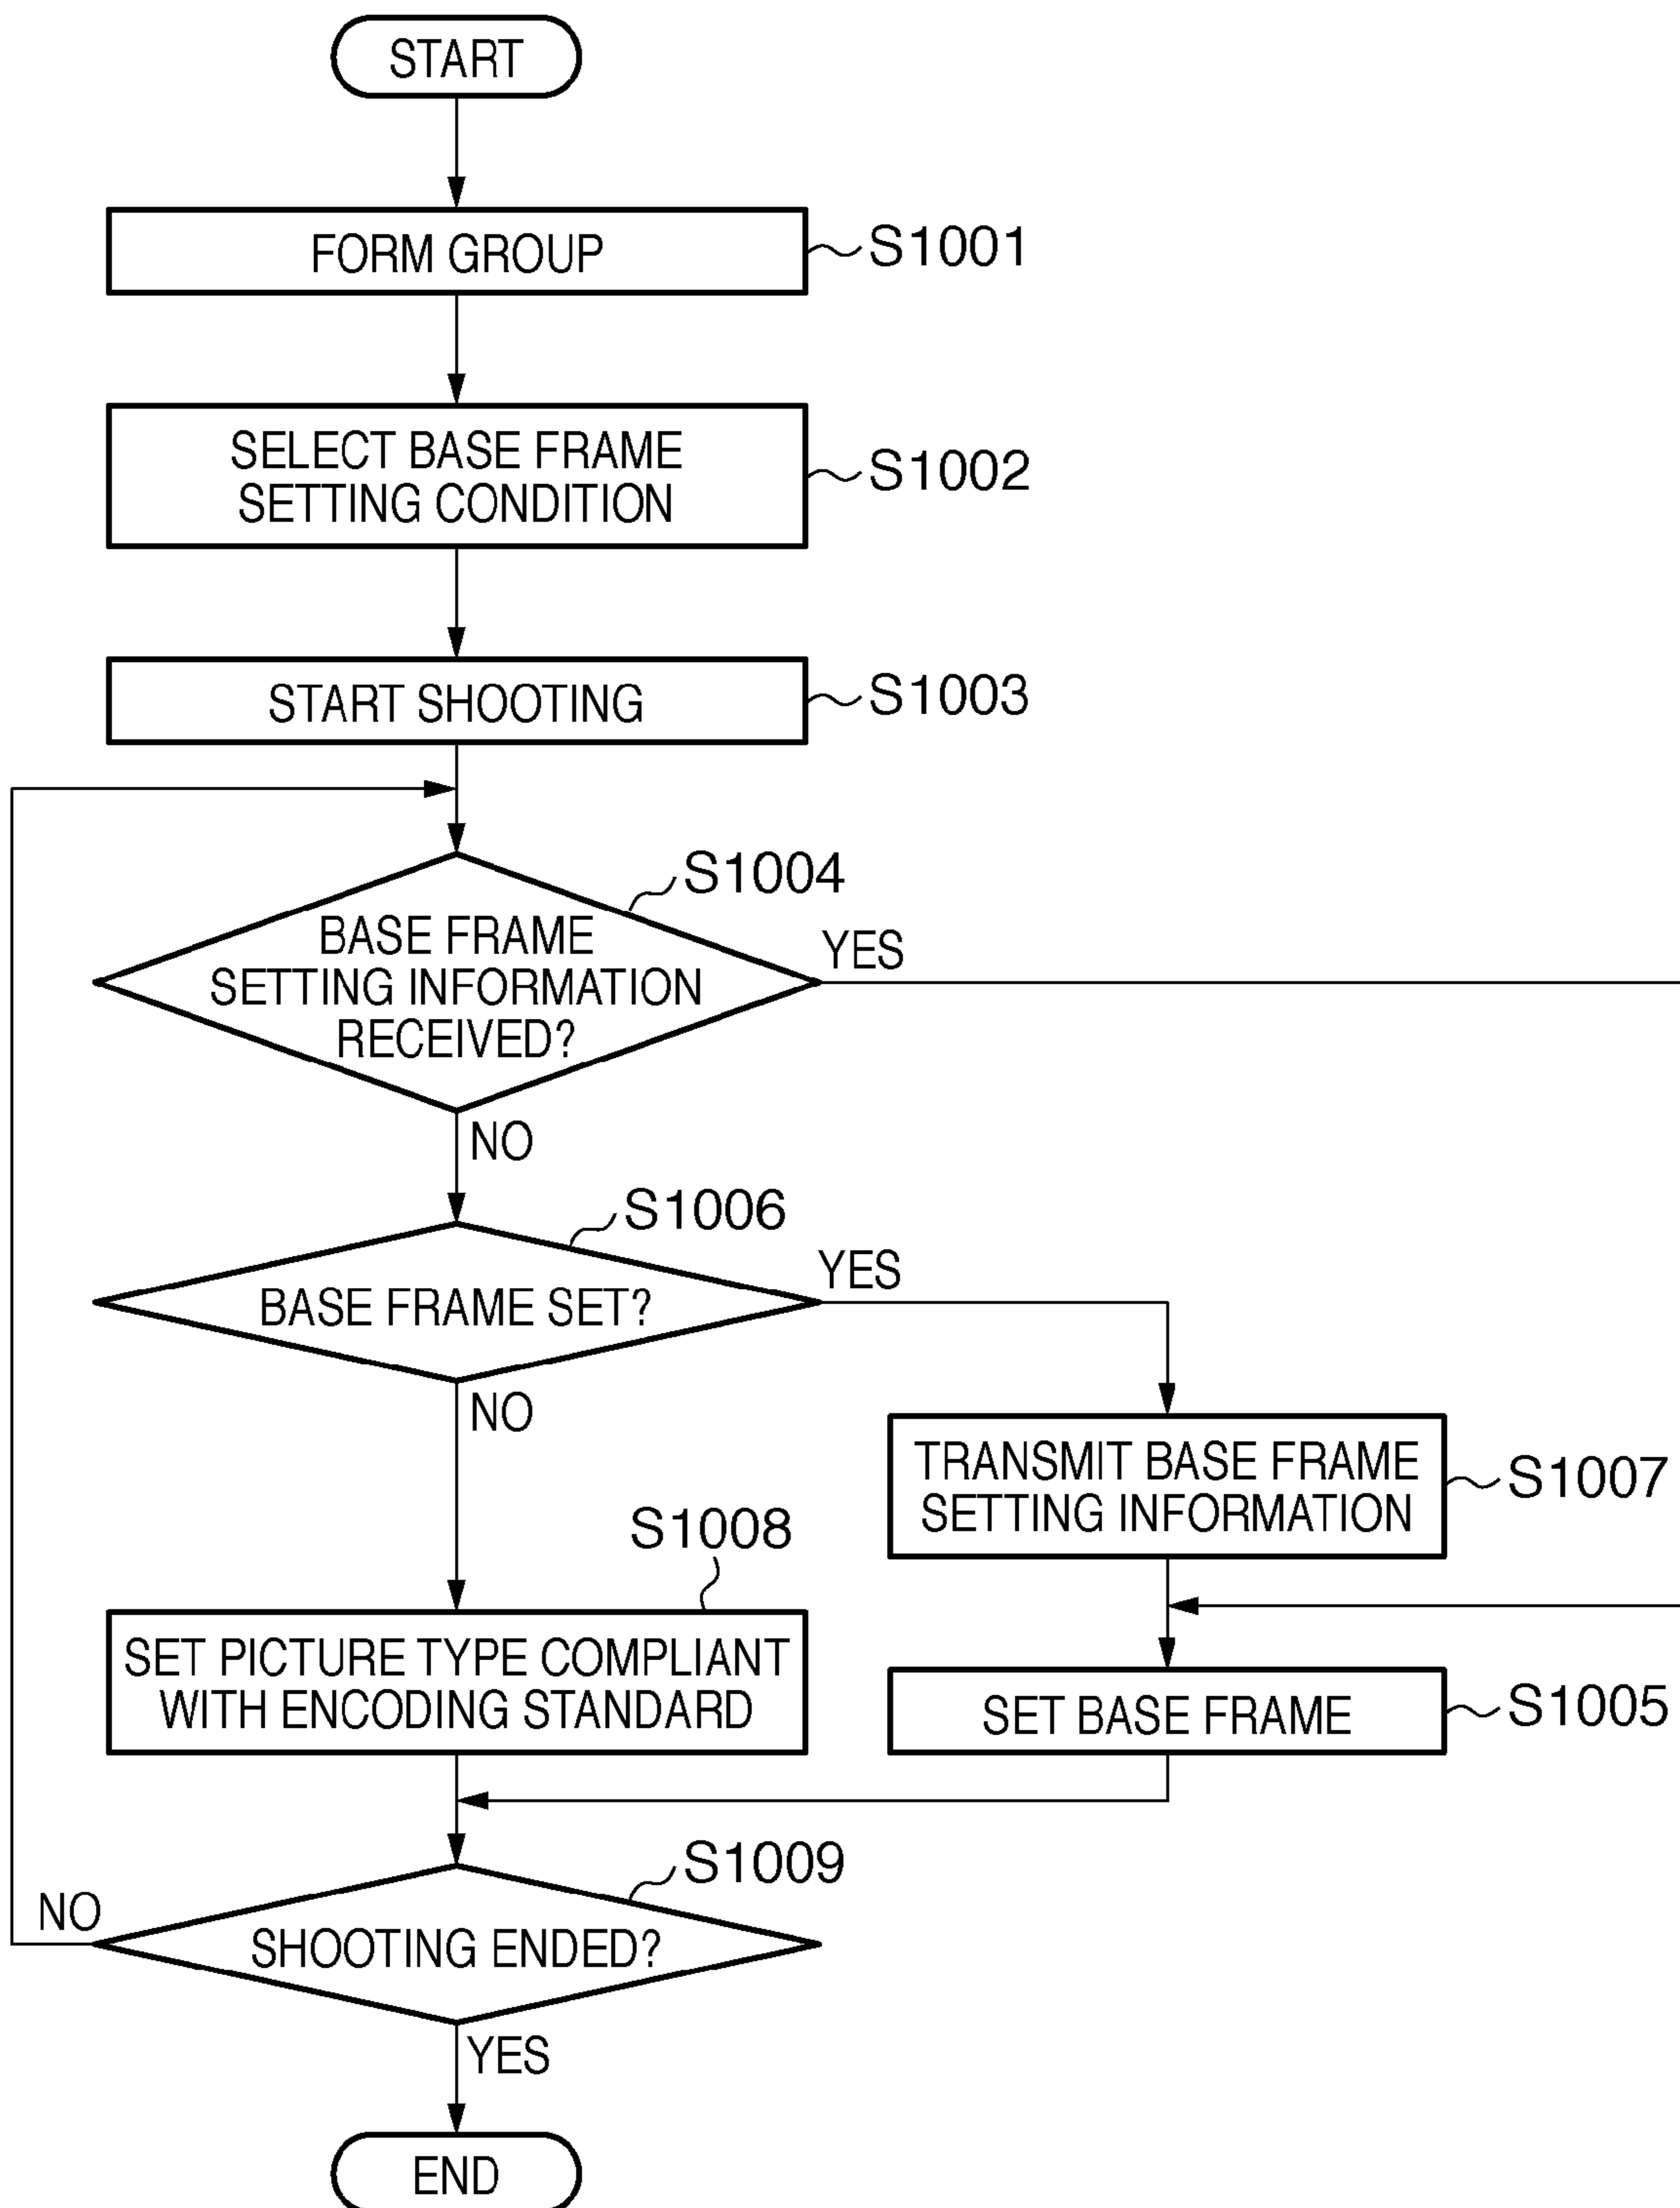 START
FORM GROUP
S1001
SELECT BASE FRAME
SETTING CONDITION
S1002
START SHOOTING
S1003
S1004
BASE FRAME
SETTING INFORMATION
RECEIVED?
YES
NO
S1006
BASE FRAME SET?
YES
NO
TRANSMIT BASE FRAME
SETTING INFORMATION
S1007
S1008
SET PICTURE TYPE COMPLIANT
WITH ENCODING STANDARD
SET BASE FRAME
S1005
S1009
SHOOTING ENDED?
NO
YES
END